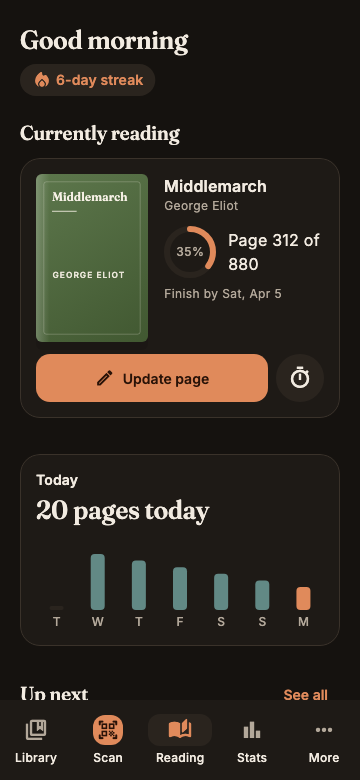 Good morning
6-day streak
Currently reading
Middlemarch
GEORGE ELIOT
Middlemarch
George Eliot
35%
Page 312 of
880
Finish by Sat, Apr 5
Update page
Today
20 pages today
T W T F S S M
Up next
See all
Library Scan Reading Stats More